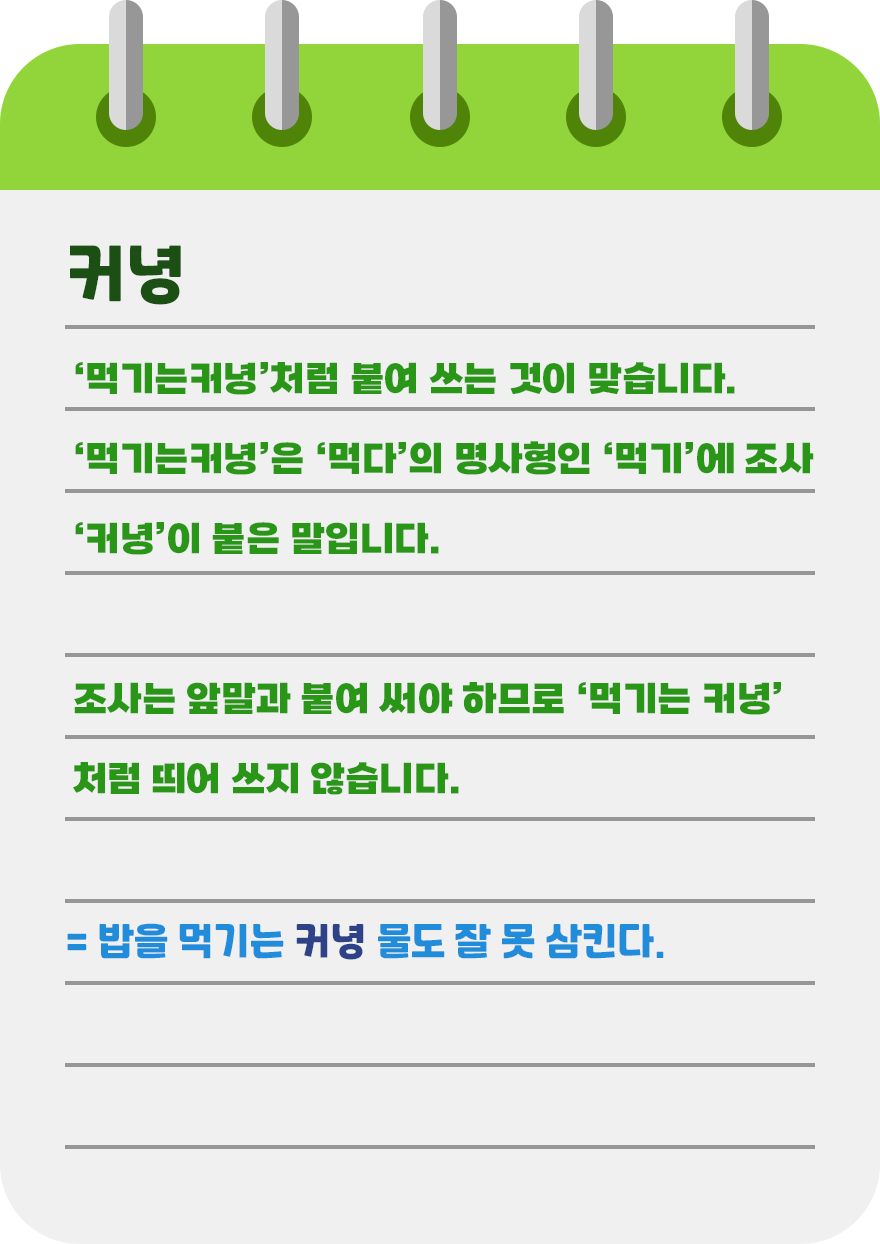 커녕
‘먹기는커녕’처럼 붙여 쓰는 것이 맞습니다.
‘먹기는커녕’은 ‘먹다’의 명사형인 ‘먹기’에 조사
‘커녕’이 붙은 말입니다.
조사는 앞말과 붙여 써야 하므로 ‘먹기는 커녕’
처럼 띄어 쓰지 않습니다.
= 밥을 먹기는 커녕 물도 잘 못 삼킨다.